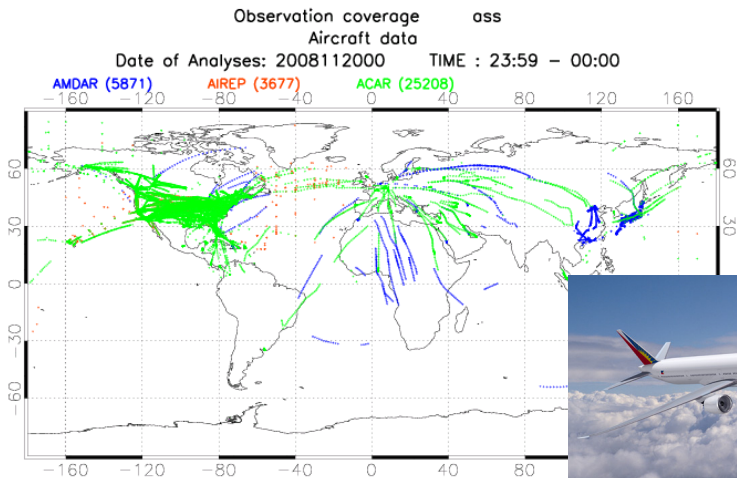 Observation coverage ass
Aircraft data
Date of Analyses: 2008112000 TIME : 23:59 - 00:00
AMDAR (5871) AIREP (3677) ACAR (25208)
-160 -120 -80 -40 0 40 80 120 160
60 60
30 30
0
-30
-60
-160 -120 -80 -40 0 40 80